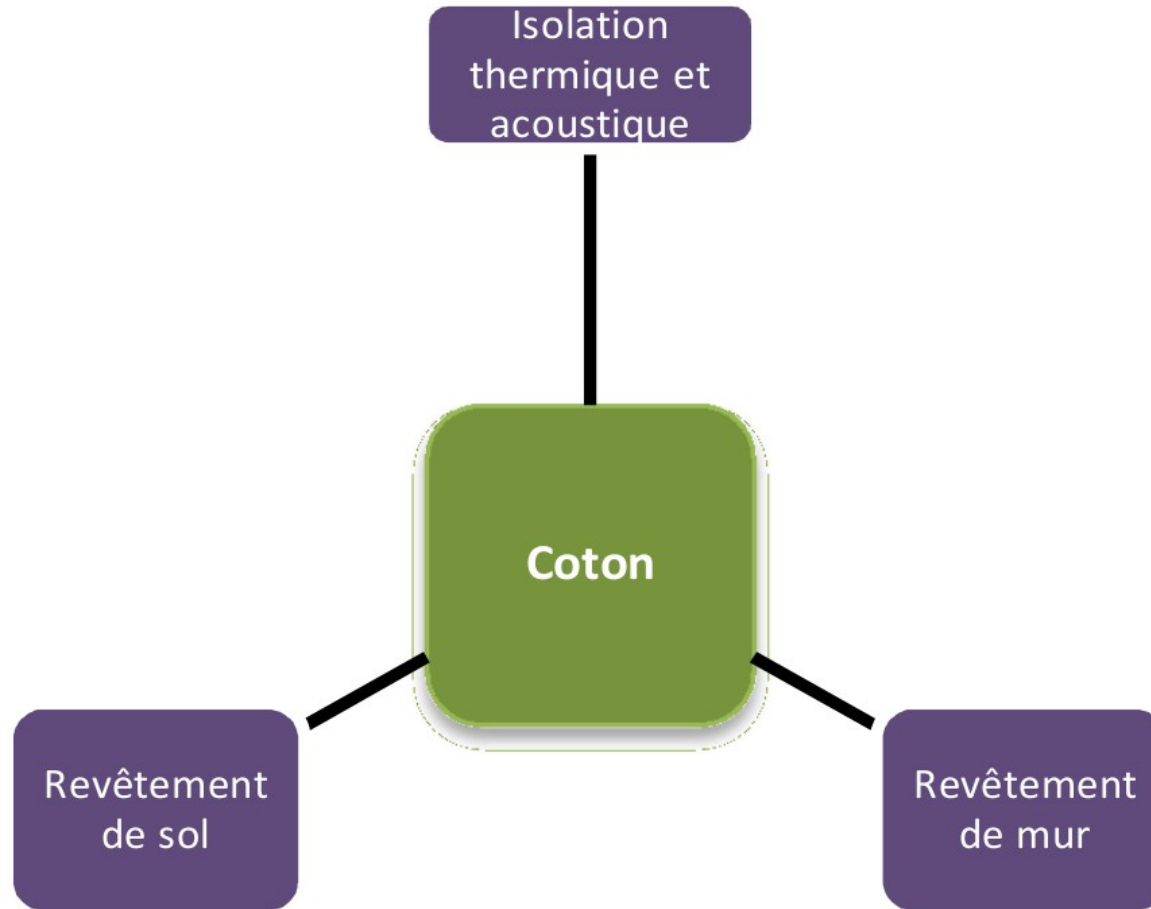 Isolation
thermique et
acoustique
Coton
Revêtement
de sol
Revêtement
de mur